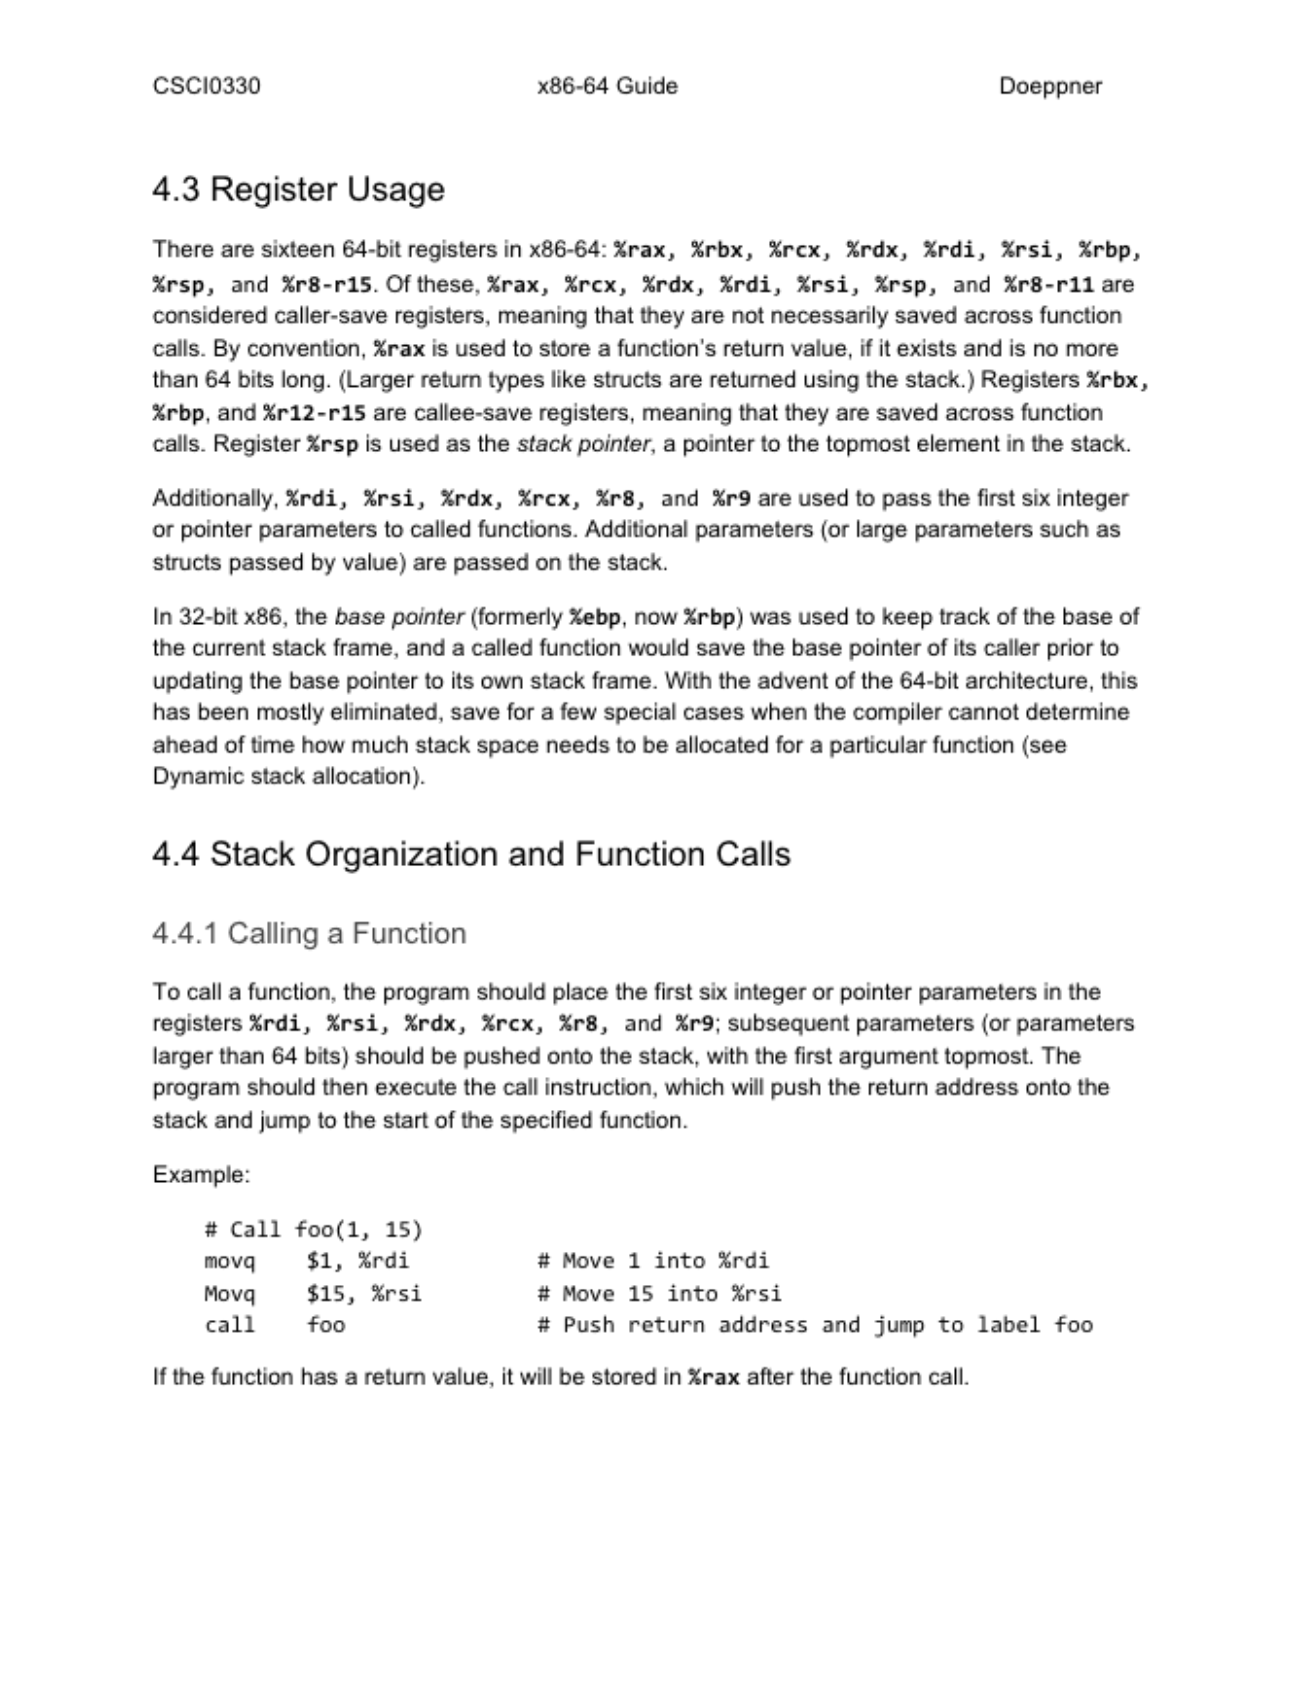 CSCI0330 x86-64 Guide Doeppner
4.3 Register Usage
There are sixteen 64-bit registers in x86-64: %rax, %rbx, %rcx, %rdx, %rdi, %rsi, %rbp,
%rsp, and %r8-r15. Of these, %rax, %rcx, %rdx, %rdi, %rsi, %rsp, and %r8-r11 are
considered caller-save registers, meaning that they are not necessarily saved across function
calls. By convention, %rax is used to store a function's return value, if it exists and is no more
than 64 bits long. (Larger return types like structs are returned using the stack.) Registers %rbx,
%rbp, and %r12-r15 are callee-save registers, meaning that they are saved across function
calls. Register %rsp is used as the stack pointer, a pointer to the topmost element in the stack.
Additionally, %rdi, %rsi, %rdx, %rcx, %r8, and %r9 are used to pass the first six integer
or pointer parameters to called functions. Additional parameters (or large parameters such as
structs passed by value) are passed on the stack.
In 32-bit x86, the base pointer (formerly %ebp, now %rbp) was used to keep track of the base of
the current stack frame, and a called function would save the base pointer of its caller prior to
updating the base pointer to its own stack frame. With the advent of the 64-bit architecture, this
has been mostly eliminated, save for a few special cases when the compiler cannot determine
ahead of time how much stack space needs to be allocated for a particular function (see
Dynamic stack allocation).
4.4 Stack Organization and Function Calls
4.4.1 Calling a Function
To call a function, the program should place the first six integer or pointer parameters in the
registers %rdi, %rsi, %rdx, %rcx, %r8, and %r9; subsequent parameters (or parameters
larger than 64 bits) should be pushed onto the stack, with the first argument topmost. The
program should then execute the call instruction, which will push the return address onto the
stack and jump to the start of the specified function.
Example:
# Call foo(1, 15)
movq $1, %rdi # Move 1 into %rdi
Movq $15, %rsi # Move 15 into %rsi
call foo # Push return address and jump to label foo
If the function has a return value, it will be stored in %rax after the function call.